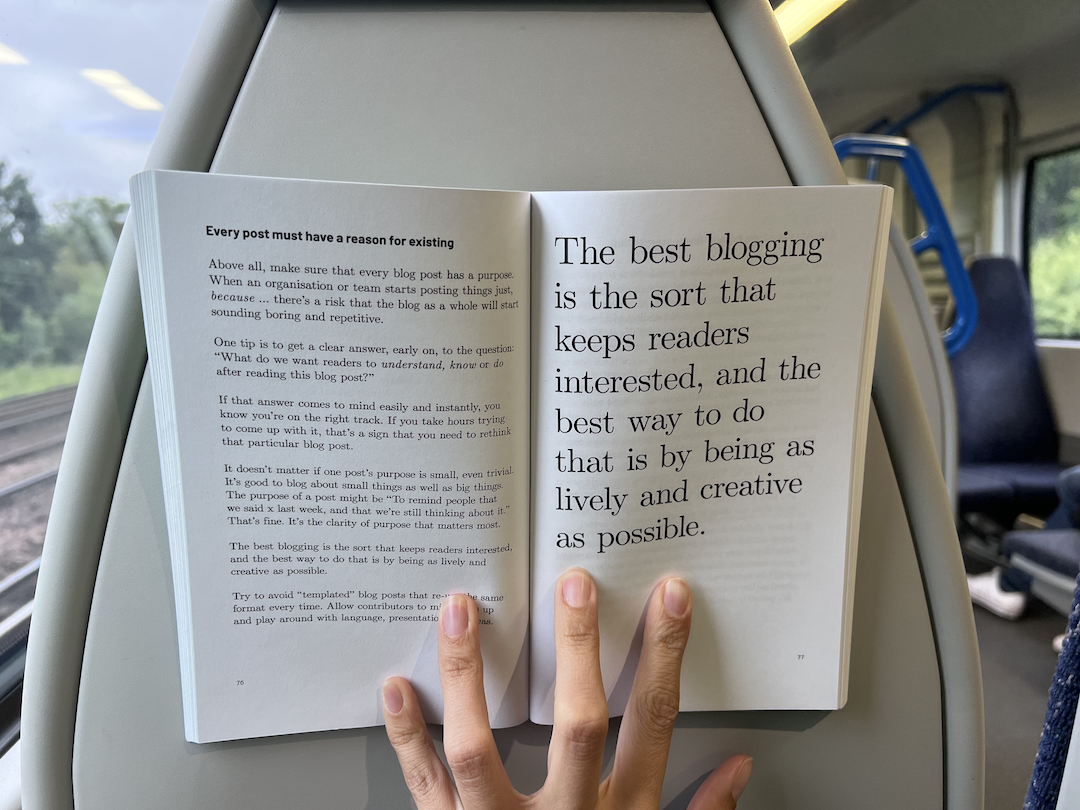 Every post must have a reason for existing
Above all, make sure that every blog post has a purpose.
When an organisation or team starts posting things just,
because ... there's a risk that the blog as a whole will start
sounding boring and repetitive.
One tip is to get a clear answer, early on, to the question:
“What do we want readers to understand, know or do
after reading this blog post?”
If that answer comes to mind easily and instantly, you
know you're on the right track. If you take hours trying
to come up with it, that's a sign that you need to rethink
that particular blog post.
It doesn't matter if one post's purpose is small, even trivial.
It's good to blog about small things as well as big things.
The purpose of a post might be “To remind people that
we said x last week, and that we're still thinking about it.”
That's fine. It's the clarity of purpose that matters most.
The best blogging is the sort that keeps readers interested,
and the best way to do that is by being as lively and
creative as possible.
Try to avoid “templated” blog posts that same
format every time. Allow contributors to up
and play around with language,
76
The best blogging
is the sort that
keeps readers
interested, and the
best way to do
that is by being as
lively and creative
as possible.
77